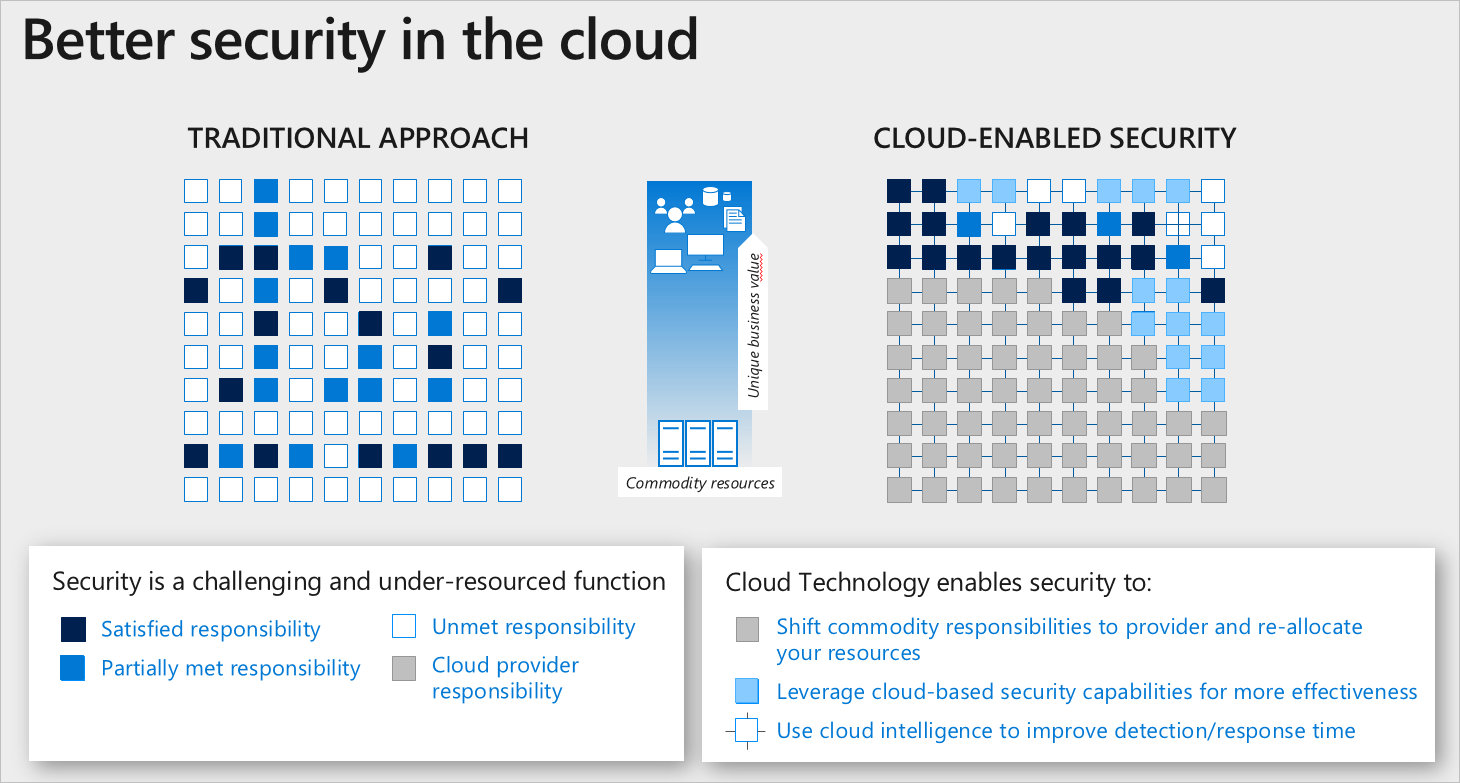 Better security in the cloud
TRADITIONAL APPROACH
CLOUD-ENABLED SECURITY
Unique business value
Commodity resources
Security is a challenging and under-resourced function
Satisfied responsibility
Unmet responsibility
Partially met responsibility
Cloud provider
responsibility
Cloud Technology enables security to:
Shift commodity responsibilities to provider and re-allocate
your resources
Leverage cloud-based security capabilities for more effectiveness
Use cloud intelligence to improve detection/response time